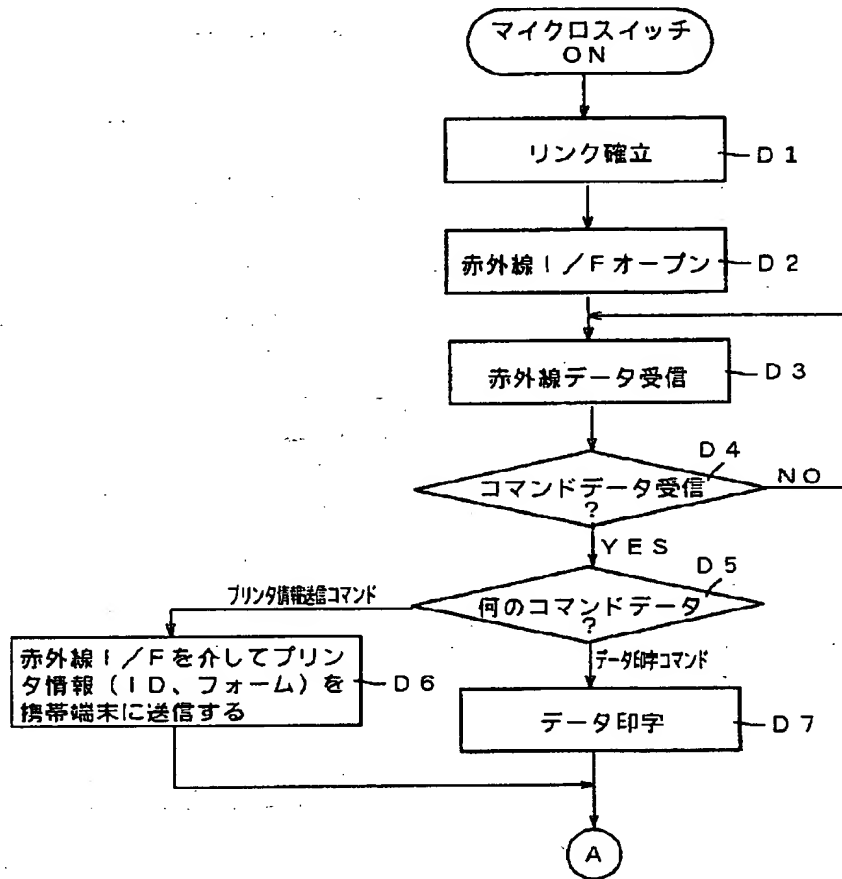 マイクロスイッチ
ON
リンク確立
D1
赤外線I/Fオープン
D2
赤外線データ受信
D3
D4
コマンドデータ受信
?
NO
YES
D5
何のコマンドデータ
?
プリンタ情報送信コマンド
データ印字コマンド
赤外線I/Fを介してプリン
タ情報(ID、フォーム)を
携帯端末に送信する
D6
データ印字
D7
A